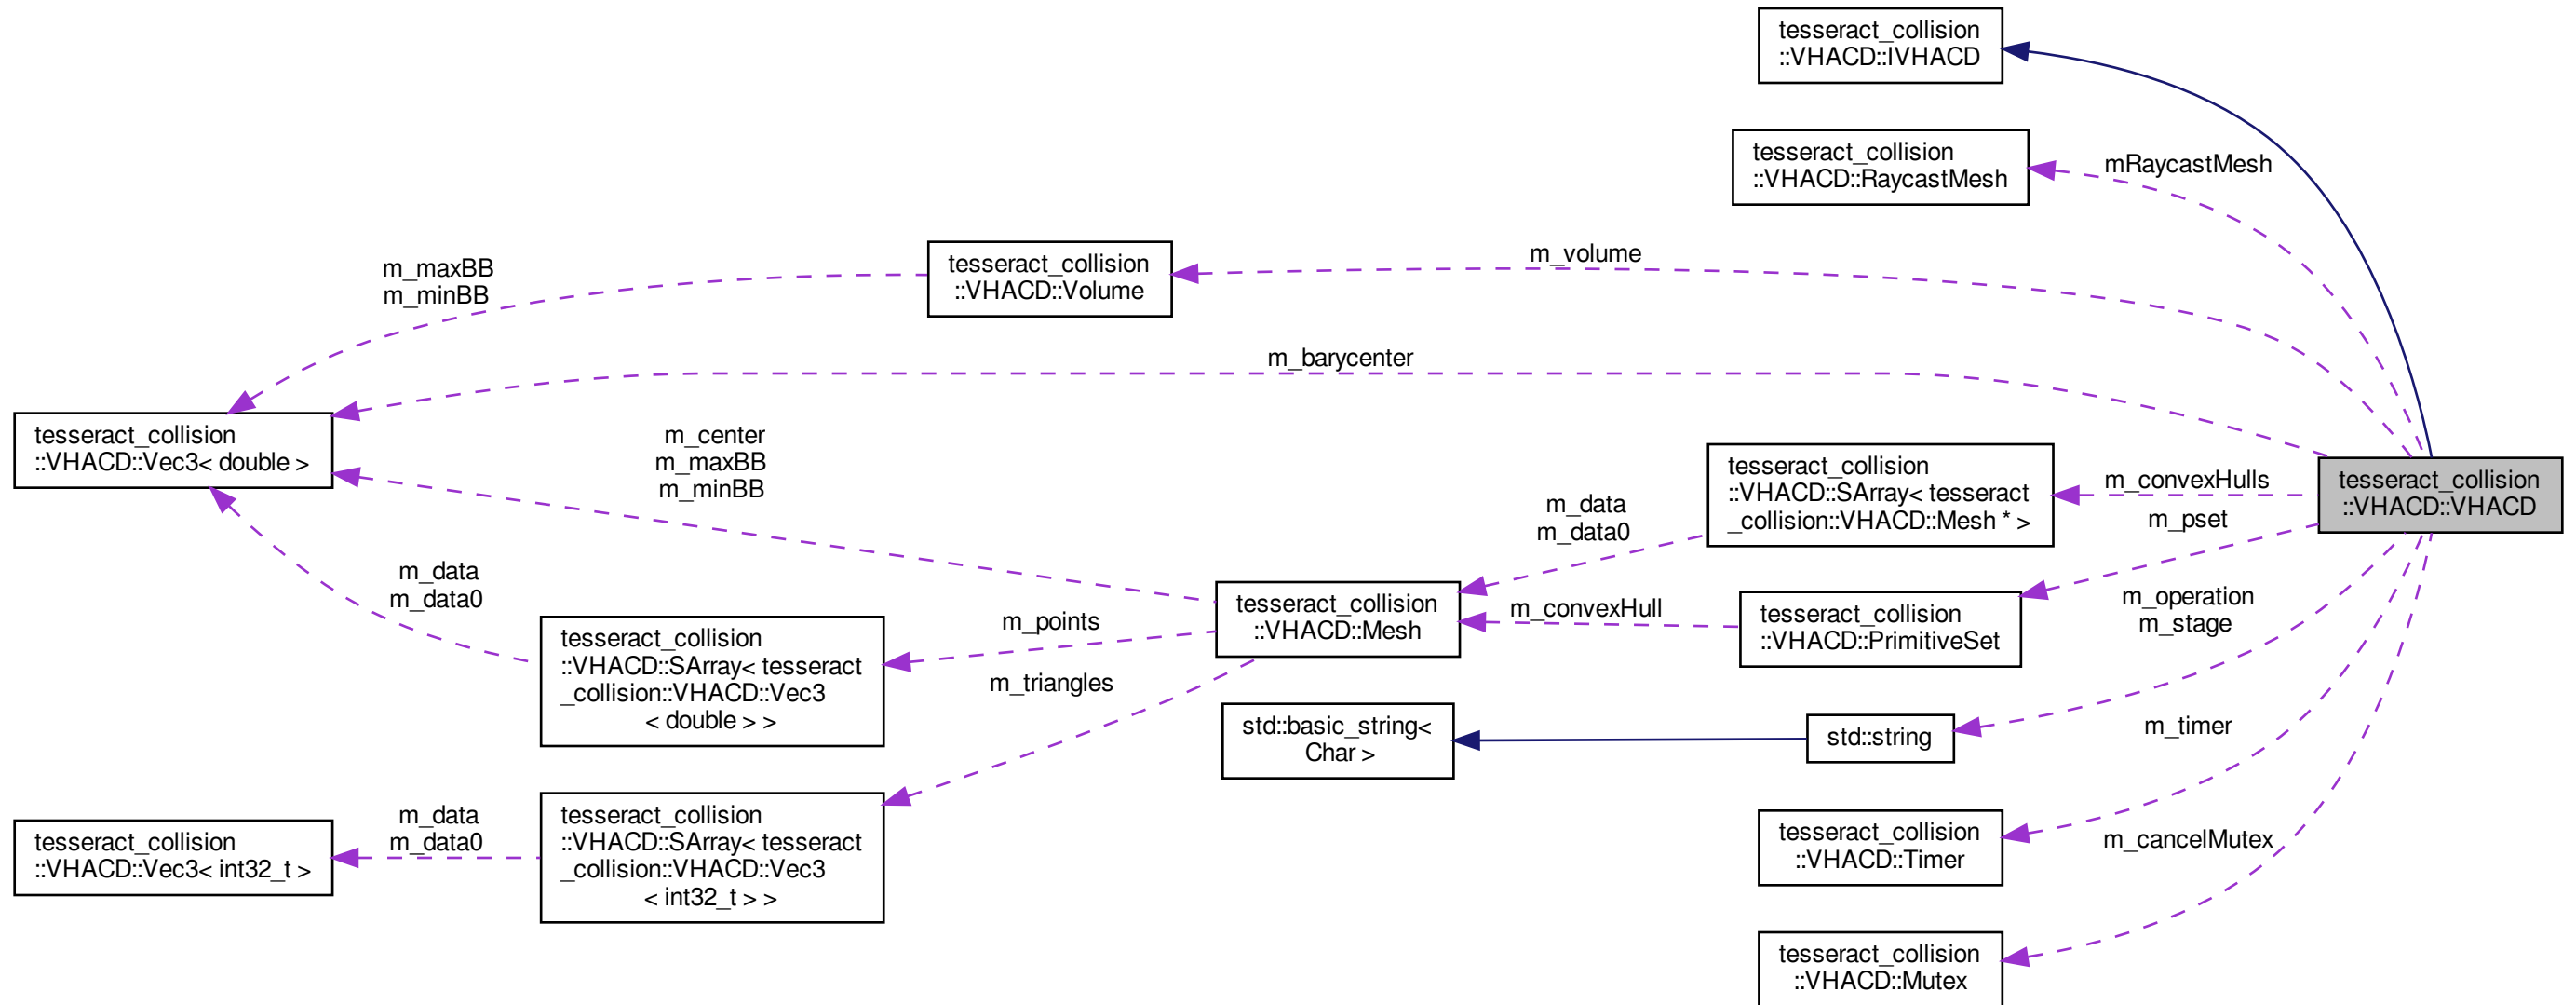 tesseract_collision
::VHACD::IVHACD
tesseract_collision
::VHACD::RaycastMesh
mRaycastMesh
m_volume
tesseract_collision
::VHACD::Volume
m_maxBB
m_minBB
m_barycenter
tesseract_collision
::VHACD::Vec3< double >
m_center
m_maxBB
m_minBB
tesseract_collision
::VHACD::SArray< tesseract
_collision::VHACD::Mesh * >
m_convexHulls
tesseract_collision
::VHACD::VHACD
m_data
m_data0
m_pset
m_data
m_data0
tesseract_collision
::VHACD::Mesh
m_convexHull
tesseract_collision
::VHACD::PrimitiveSet
m_operation
m_stage
tesseract_collision
::VHACD::SArray< tesseract
_collision::VHACD::Vec3
< double > >
m_points
m_triangles
std::basic_string<
Char >
std::string
m_timer
tesseract_collision
::VHACD::Vec3< int32_t >
m_data
m_data0
tesseract_collision
::VHACD::SArray< tesseract
_collision::VHACD::Vec3
< int32_t > >
tesseract_collision
::VHACD::Timer
m_cancelMutex
tesseract_collision
::VHACD::Mutex